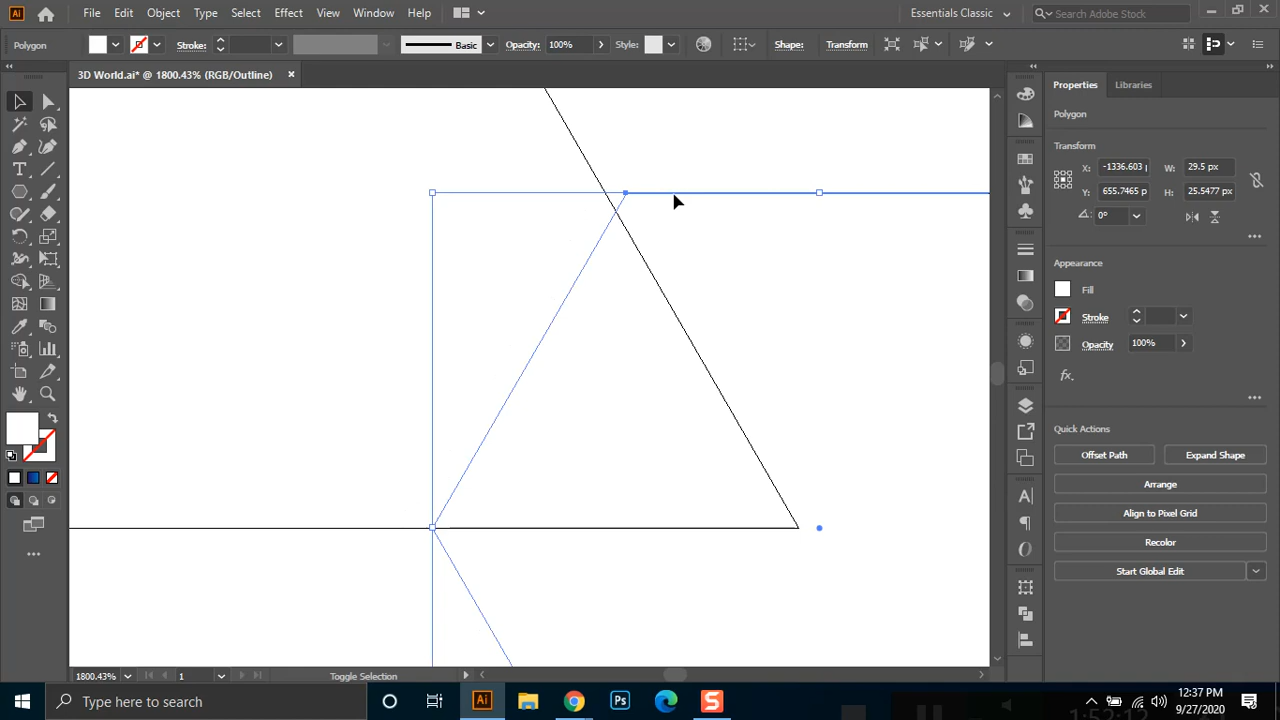 Ai File Edit Object Type Select Effect View Window Help Essentials Classic Search Adobe Stock
Polygon Stroke: Basic Opacity: 100% Style: Shape: Transform
3D World.ai* @ 1800.43% (RGB/Outline)
Properties Libraries
Polygon
Transform
X: -1336.603 p W: 29.5 px
Y: 655.7465 p H: 25.5477 px
0°
Appearance
Fill
Stroke
Opacity 100%
fx.
Quick Actions
Offset Path Expand Shape
Arrange
Align to Pixel Grid
Recolor
Start Global Edit
1800.43% 1 Toggle Selection
Type here to search Ai Ps S 12:37 PM
9/27/2020